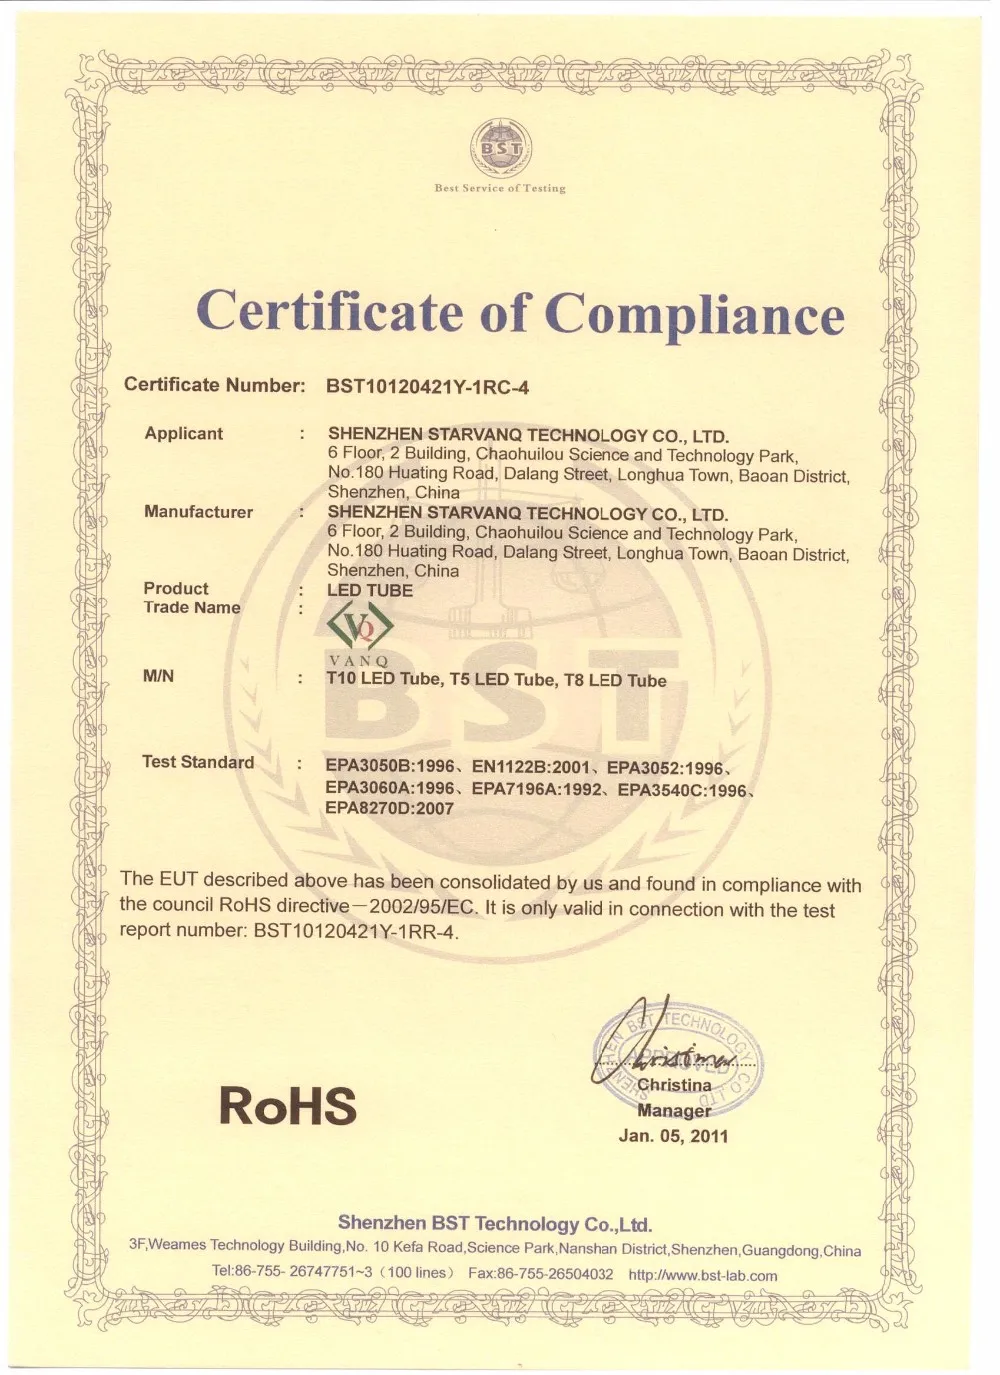 BST
Best Service of Testing
Certificate of Compliance
Certificate Number: BST10120421Y-1RC-4
Applicant : SHENZHEN STARVANQ TECHNOLOGY CO., LTD.
6 Floor, 2 Building, Chaohuilou Science and Technology Park,
No.180 Huating Road, Dalang Street, Longhua Town, Baoan District,
Shenzhen, China
Manufacturer : SHENZHEN STARVANQ TECHNOLOGY CO., LTD.
6 Floor, 2 Building, Chaohuilou Science and Technology Park,
No.180 Huating Road, Dalang Street, Longhua Town, Baoan District,
Shenzhen, China
Product : LED TUBE
Trade Name :
VQ
VANQ
M/N : T10 LED Tube, T5 LED Tube, T8 LED Tube
BST
Test Standard : EPA3050B:1996、EN1122B:2001、EPA3052:1996、
EPA3060A:1996、EPA7196A:1992、EPA3540C:1996、
EPA8270D:2007
The EUT described above has been consolidated by us and found in compliance with
the council RoHS directive－2002/95/EC. It is only valid in connection with the test
report number: BST10120421Y-1RR-4.
SHENZHEN BST TECHNOLOGY CO LTD
APPROVED
Christina
Christina
Manager
Jan. 05, 2011
RoHS
Shenzhen BST Technology Co.,Ltd.
3F,Weames Technology Building,No. 10 Kefa Road,Science Park,Nanshan District,Shenzhen,Guangdong,China
Tel:86-755- 26747751~3（100 lines） Fax:86-755-26504032 http://www.bst-lab.com